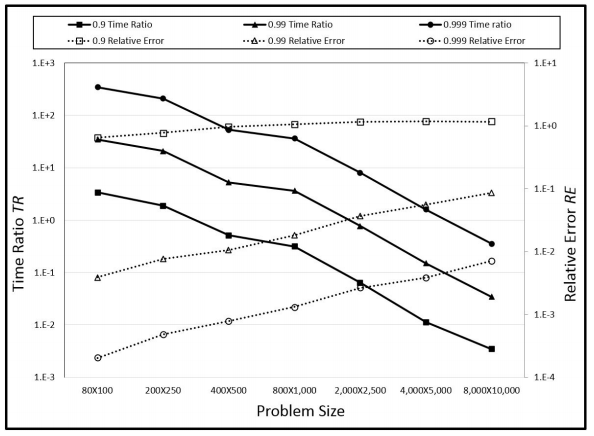 0.9 Time Ratio 0.99 Time Ratio 0.999 Time ratio
0.9 Relative Error 0.99 Relative Error 0.999 Relative Error
1.E+3
1.E+2
1.E+1
1.E+0
1.E-1
1.E-2
1.E-3
Time Ratio TR
1.E+1
1.E+0
1.E-1
1.E-2
1.E-3
1.E-4
Relative Error RE
80X100 200X250 400X500 800X1,000 2,000X2,500 4,000X5,000 8,000X10,000
Problem Size